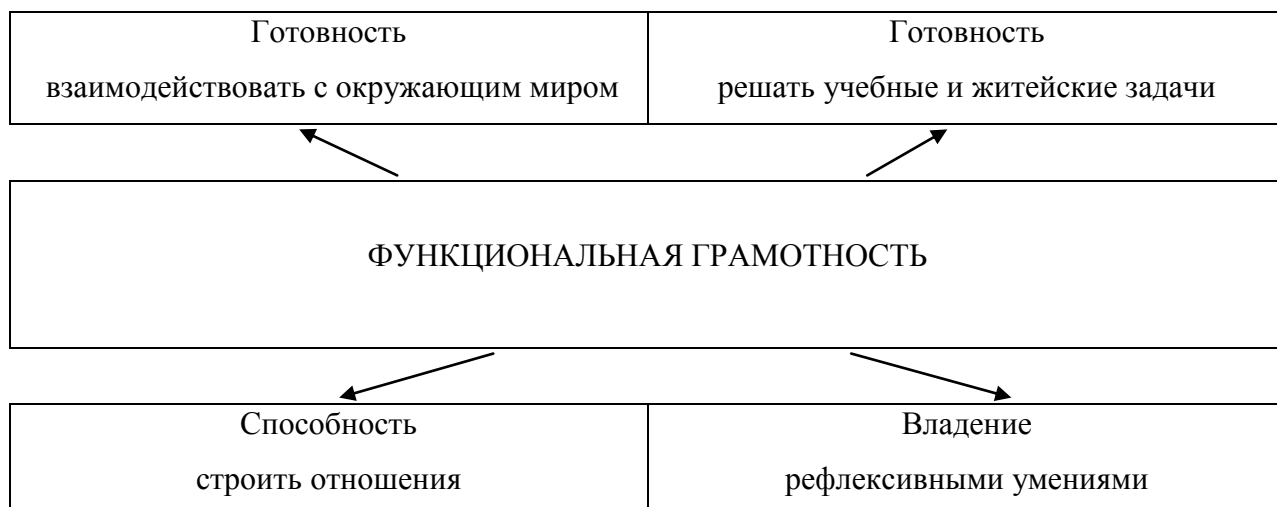 Готовность
взаимодействовать с окружающим миром
Готовность
решать учебные и житейские задачи
ФУНКЦИОНАЛЬНАЯ ГРАМОТНОСТЬ
Способность
строить отношения
Владение
рефлексивными умениями